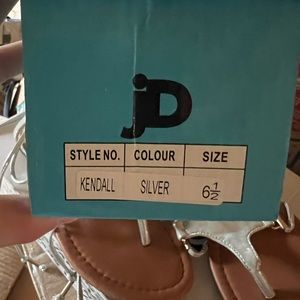 jD
STYLE NO. COLOUR SIZE
KENDALL SILVER 6½